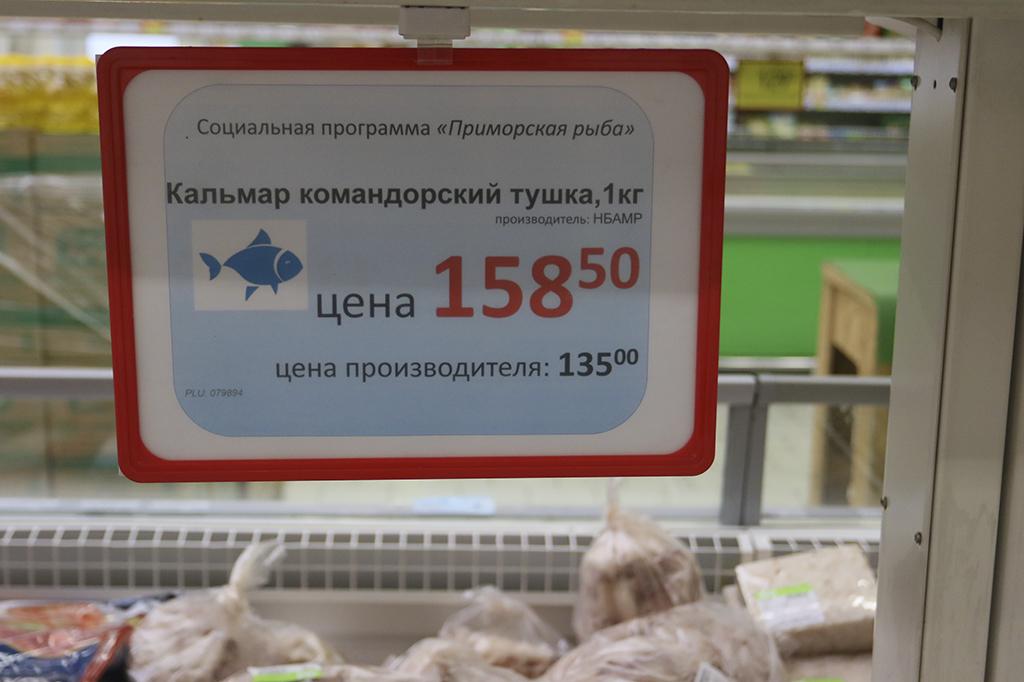 Социальная программа «Приморская рыба»
Кальмар командорский тушка,1кг
производитель: НБАМР
цена 158⁵⁰
цена производителя: 135⁰⁰
PLU: 079894